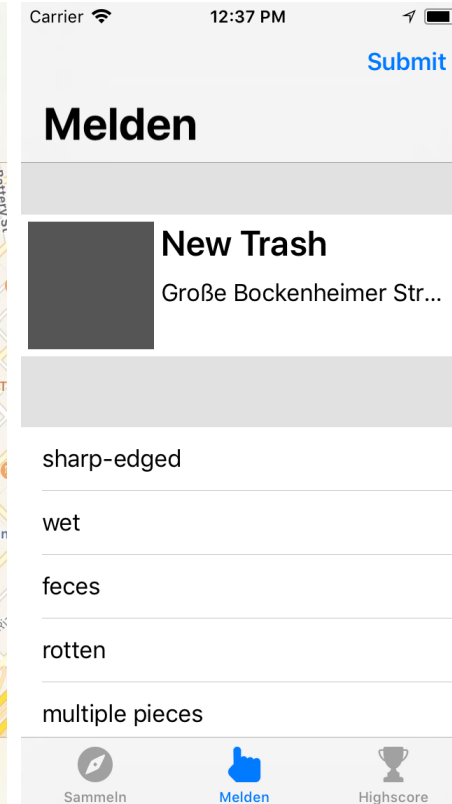 Carrier 12:37 PM
Submit
Melden
New Trash
Große Bockenheimer Str...
sharp-edged
wet
feces
rotten
multiple pieces
Sammeln Melden Highscore